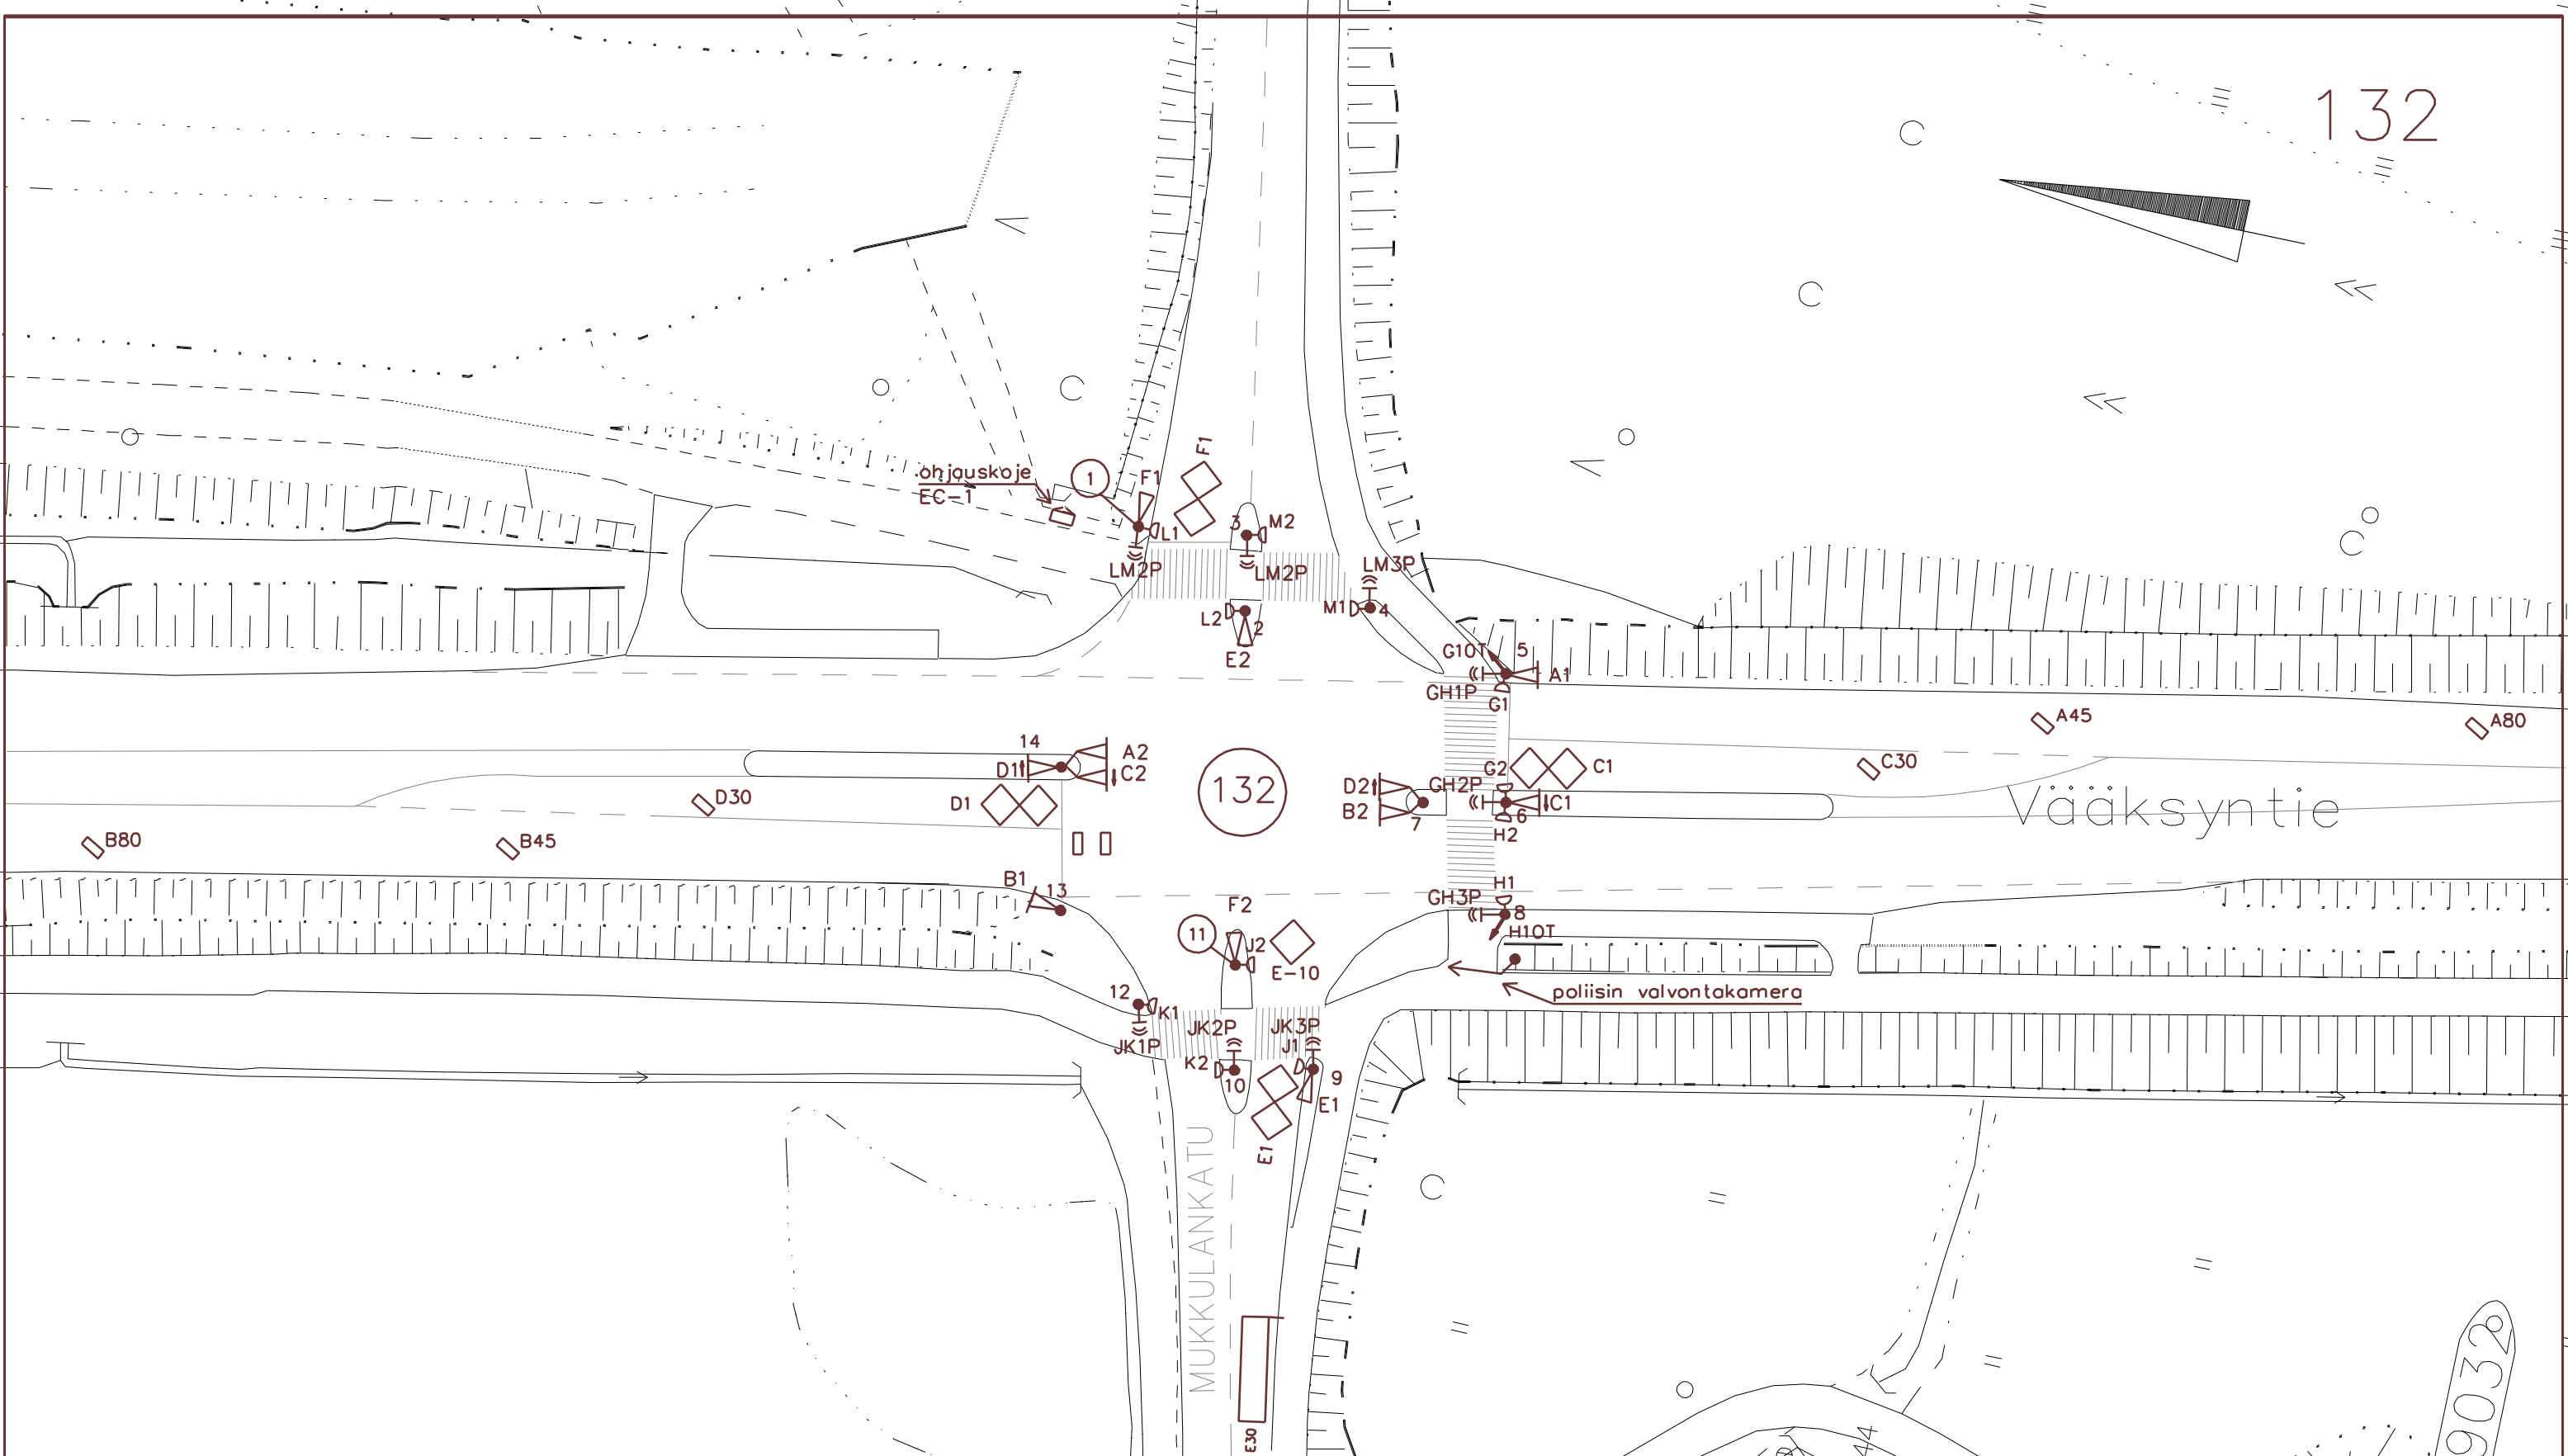 132
F1
ohjauskoje
EC-1
1
F1
L1
3
M2
LM2P
LM2P
LM3P
M1
4
L2
2
E2
G10T
5
A1
GH1P
G1
A45
A80
14
A2
D1
C2
132
G2
C1
C30
D2
GH2P
B2
7
C1
6
H2
Vääksyntie
D30
D1
B80
B45
B1
13
H1
GH3P
8
H10T
F2
11
J2
E-10
poliisin valvontakamera
12
K1
JK1P
JK2P
JK3P
J1
K2
10
9
E1
E1
MUKKULANKATU
E30
9032